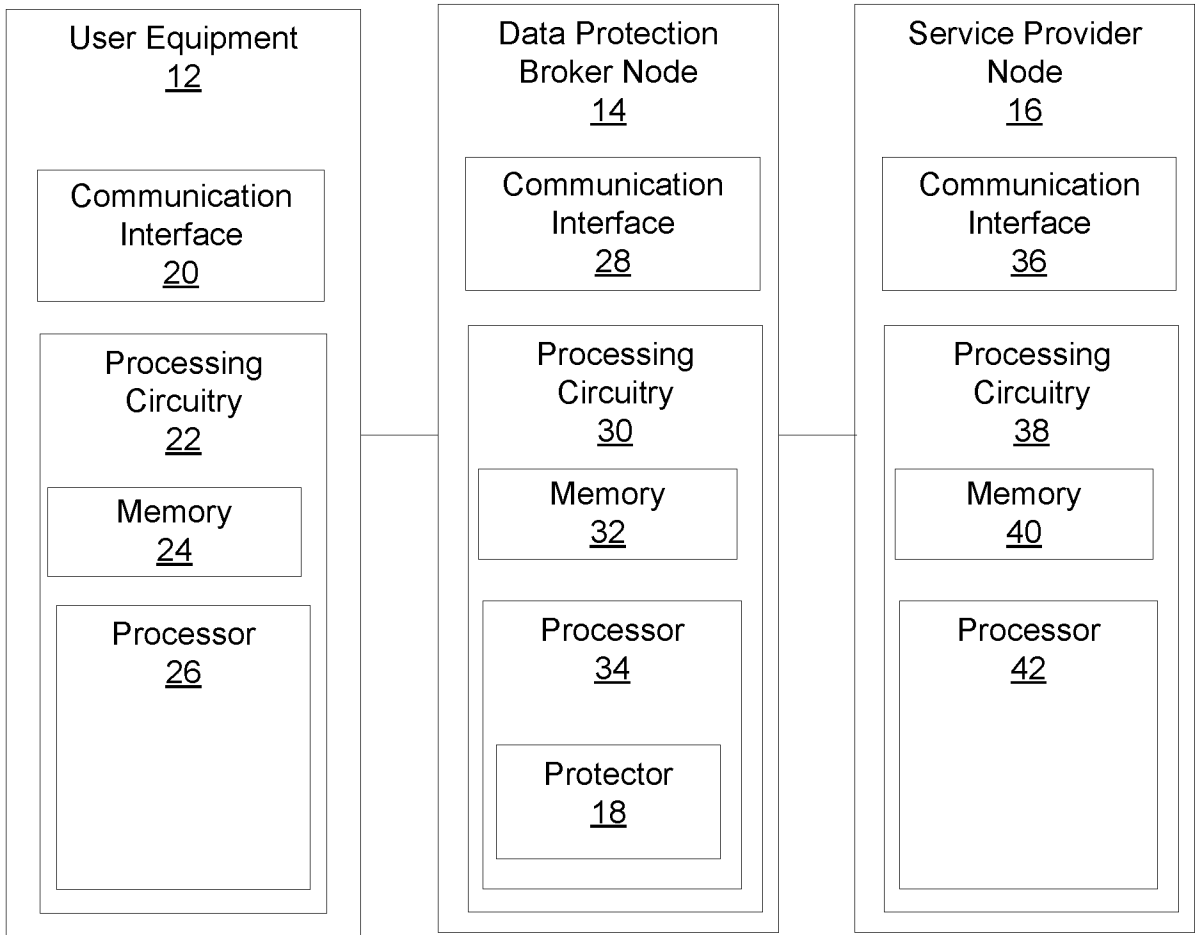 User Equipment
12
Communication
Interface
20
Processing
Circuitry
22
Memory
24
Processor
26
Data Protection
Broker Node
14
Communication
Interface
28
Processing
Circuitry
30
Memory
32
Processor
34
Protector
18
Service Provider
Node
16
Communication
Interface
36
Processing
Circuitry
38
Memory
40
Processor
42